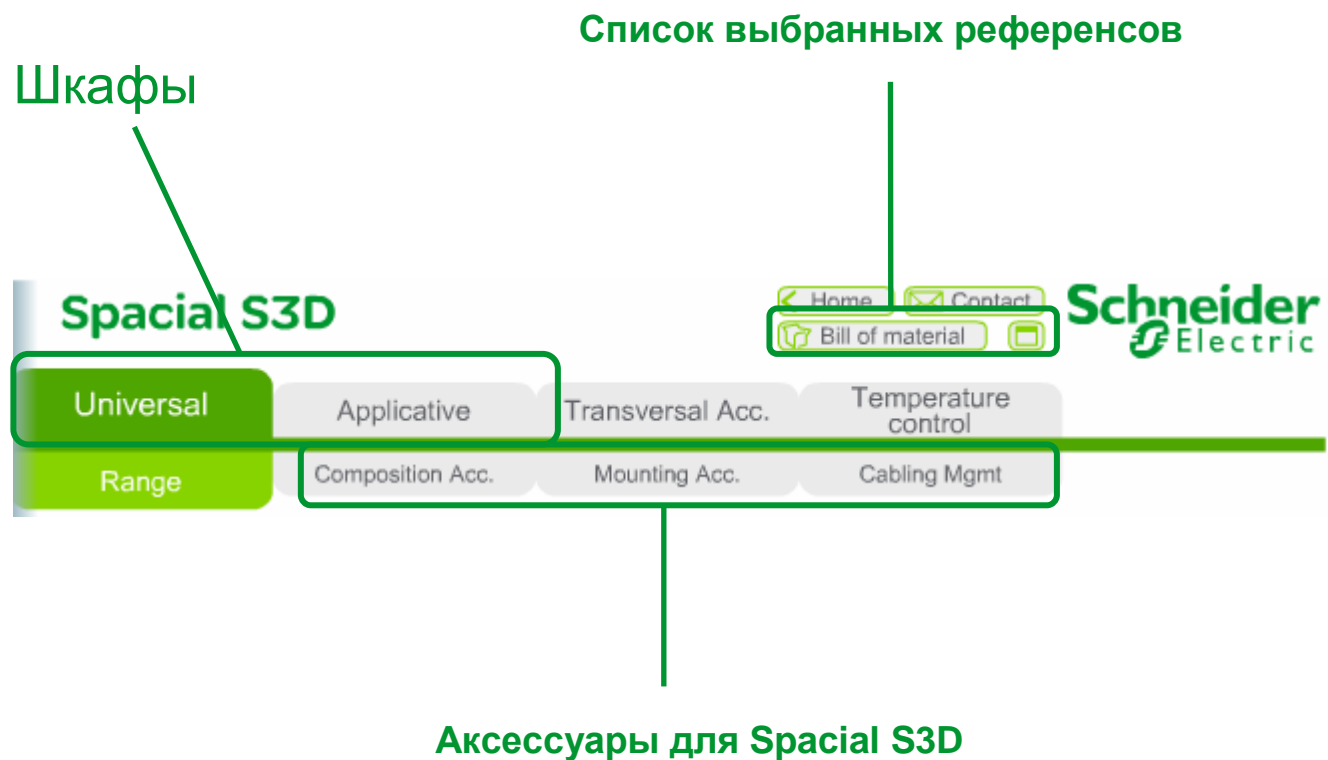 Список выбранных референсов
Шкафы
Spacial S3D
Home
Contact
Schneider
Electric
Bill of material
Universal
Applicative
Transversal Acc.
Temperature
control
Range
Composition Acc.
Mounting Acc.
Cabling Mgmt
Аксессуары для Spacial S3D